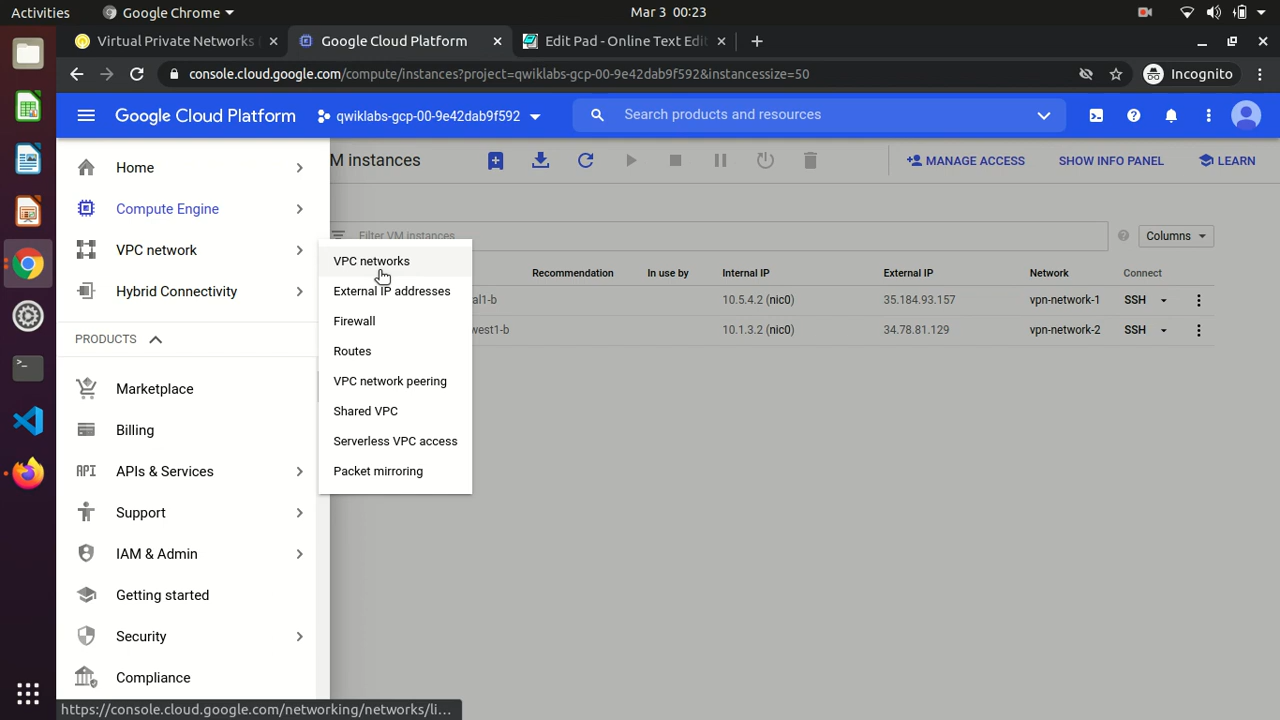 Activities
Google Chrome
Mar 3 00:23
Virtual Private Networks
Google Cloud Platform
Edit Pad - Online Text Edit
console.cloud.google.com/compute/instances?project=qwiklabs-gcp-00-9e42dab9f592&instancessize=50
Incognito
Google Cloud Platform
qwiklabs-gcp-00-9e42dab9f592
Search products and resources
Home
Compute Engine
VPC network
Hybrid Connectivity
PRODUCTS
Marketplace
Billing
API APIs & Services
Support
IAM & Admin
Getting started
Security
Compliance
M instances
MANAGE ACCESS
SHOW INFO PANEL
LEARN
Filter VM instances
Columns
Recommendation In use by Internal IP External IP Network Connect
al1-b 10.5.4.2 (nic0) 35.184.93.157 vpn-network-1 SSH
west1-b 10.1.3.2 (nic0) 34.78.81.129 vpn-network-2 SSH
VPC networks
External IP addresses
Firewall
Routes
VPC network peering
Shared VPC
Serverless VPC access
Packet mirroring
https://console.cloud.google.com/networking/networks/li...